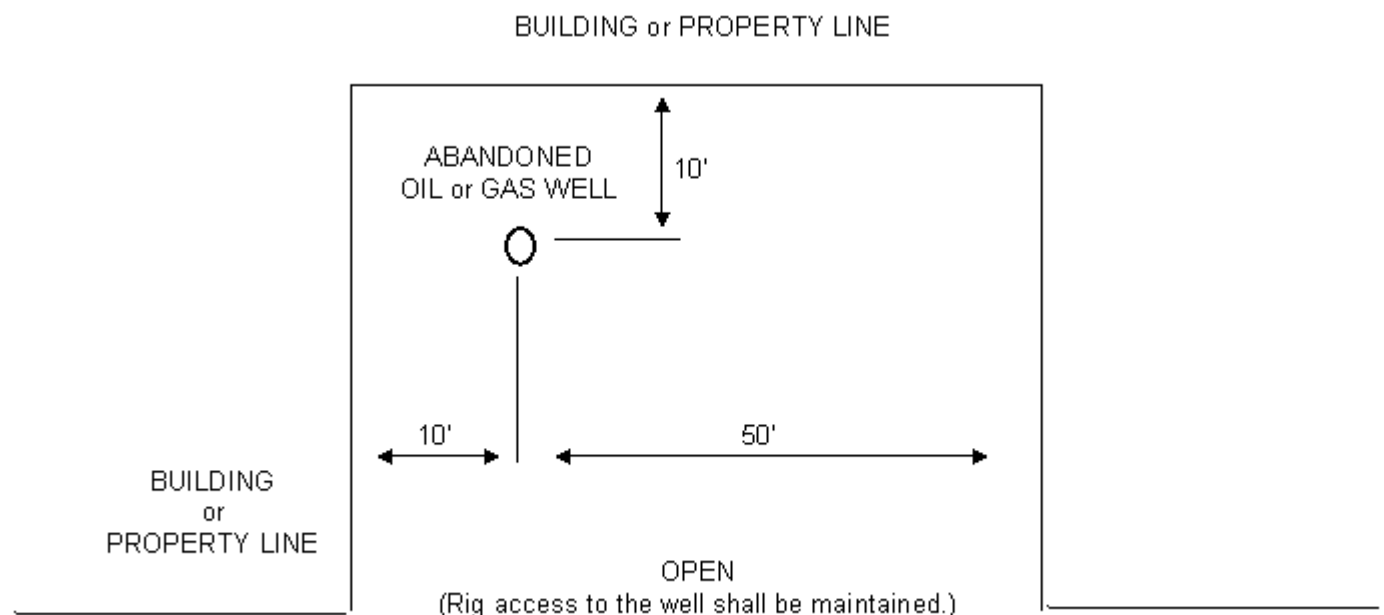 BUILDING or PROPERTY LINE
ABANDONED
OIL or GAS WELL
10'
10'
50'
BUILDING
or
PROPERTY LINE
OPEN
(Rig access to the well shall be maintained.)